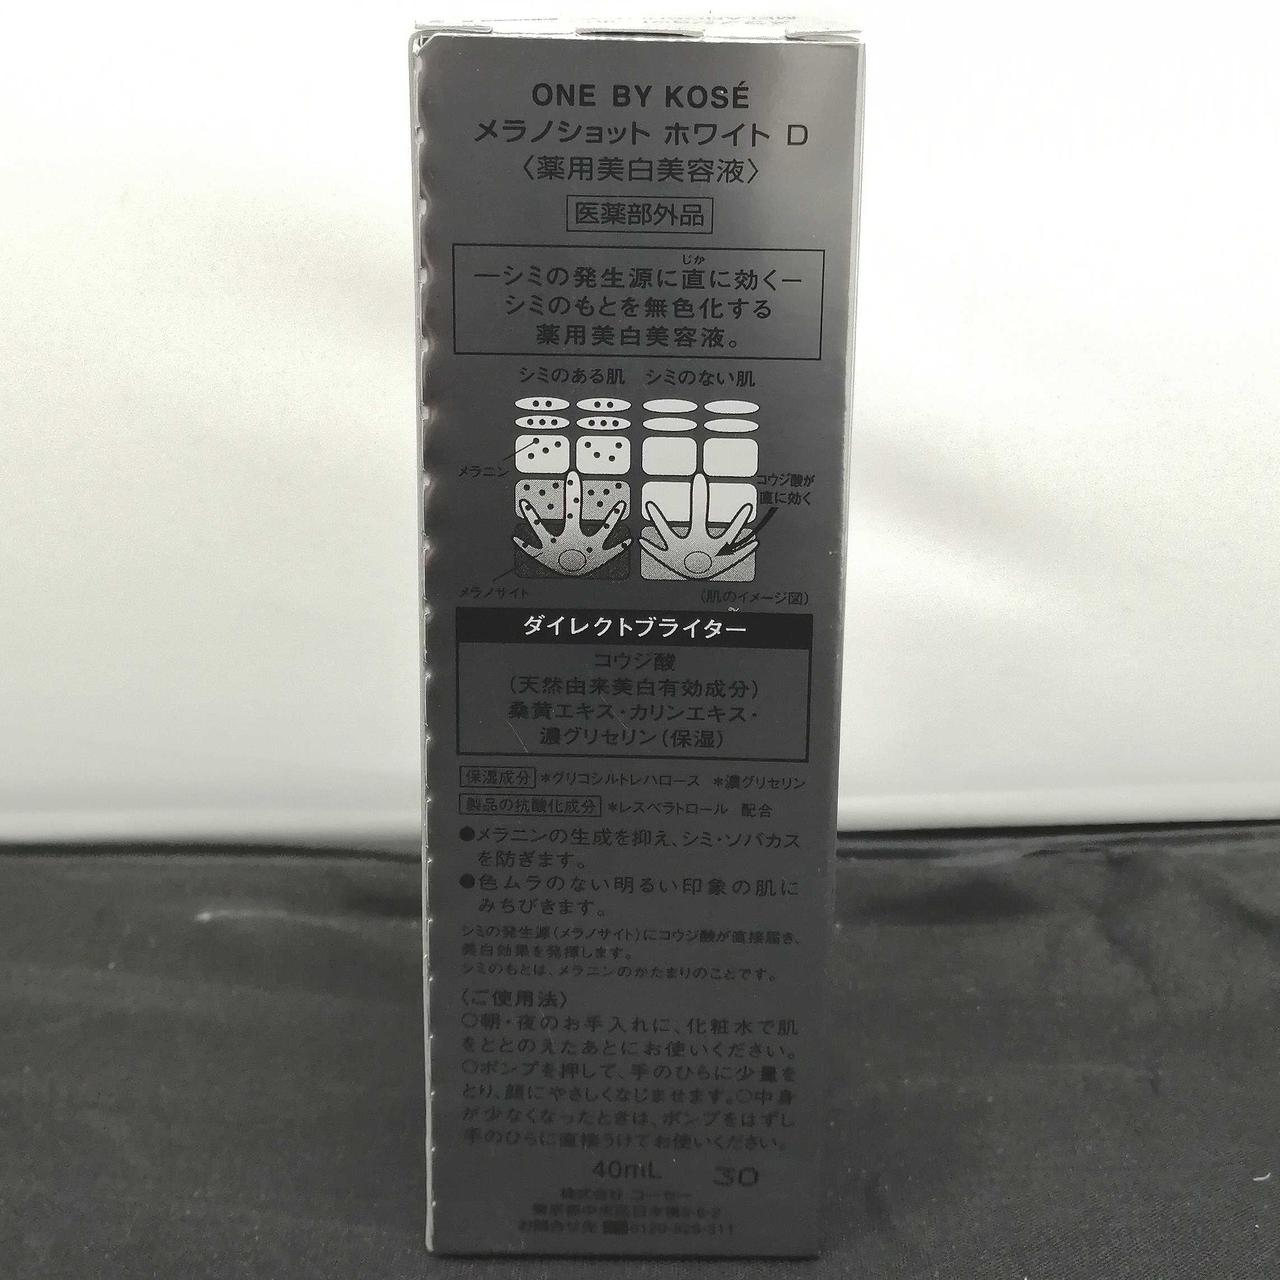 ONE BY KOSÉ
メラノショット ホワイト D
〈薬用美白美容液〉
医薬部外品
じか
―シミの発生源に直に効く―
シミのもとを無色化する
薬用美白美容液。
シミのある肌 シミのない肌
メラニン
コウジ酸が
直に効く
メラノサイト
(肌のイメージ図)
ダイレクトブライター
コウジ酸
(天然由来美白有効成分)
桑黄エキス・カリンエキス・
濃グリセリン(保湿)
保湿成分 *グリコシルトレハロース *濃グリセリン
製品の抗酸化成分 *レスベラトロール 配合
●メラニンの生成を抑え、シミ・ソバカス
を防ぎます。
●色ムラのない明るい印象の肌に
みちびきます。
シミの発生源(メラノサイト)にコウジ酸が直接届き、
美白効果を発揮します。
シミのもとは、メラニンのかたまりのことです。
〈ご使用法〉
○朝・夜のお手入れに、化粧水で肌
をととのえたあとにお使いください。
○ポンプを押して、手のひらに少量を
とり、顔にやさしくなじませます。○中身
が少なくなったときは、ポンプをはずし
手のひらに直接うけてお使いください。
40mL 30
株式会社 コーセー
お問合せ先